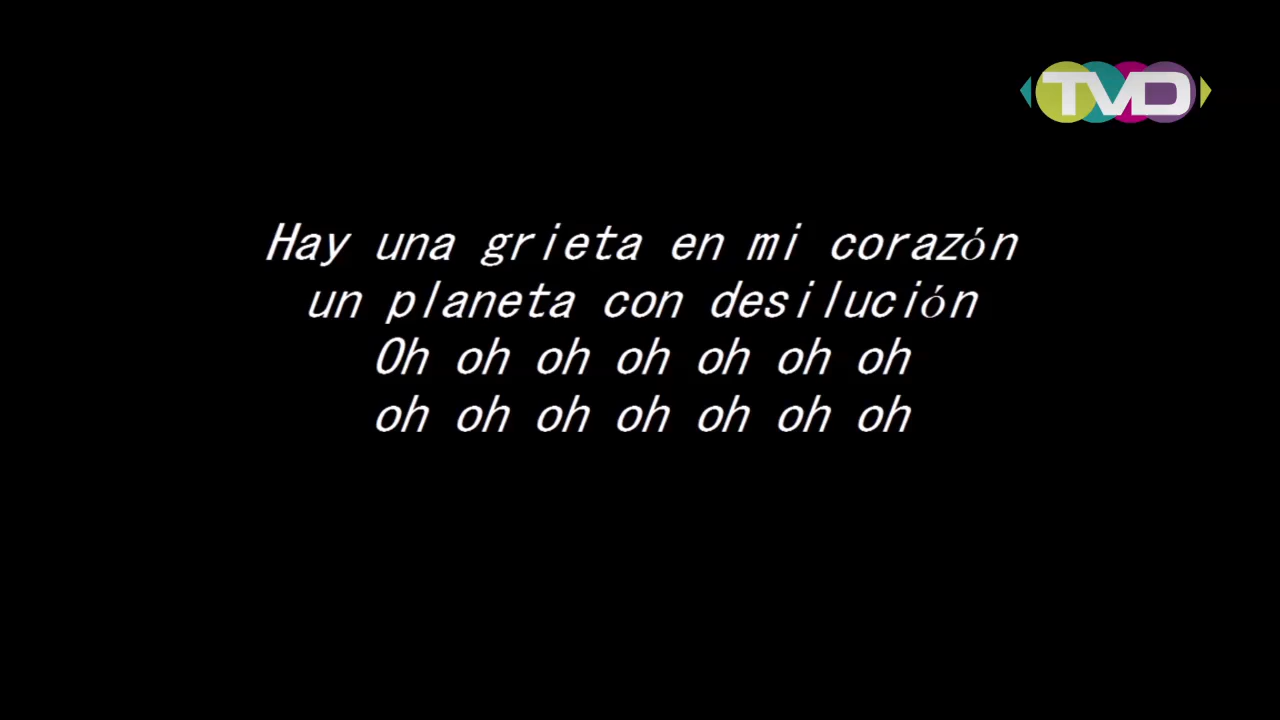 TVD
Hay una grieta en mi corazón
un planeta con desilución
Oh oh oh oh oh oh oh
oh oh oh oh oh oh oh